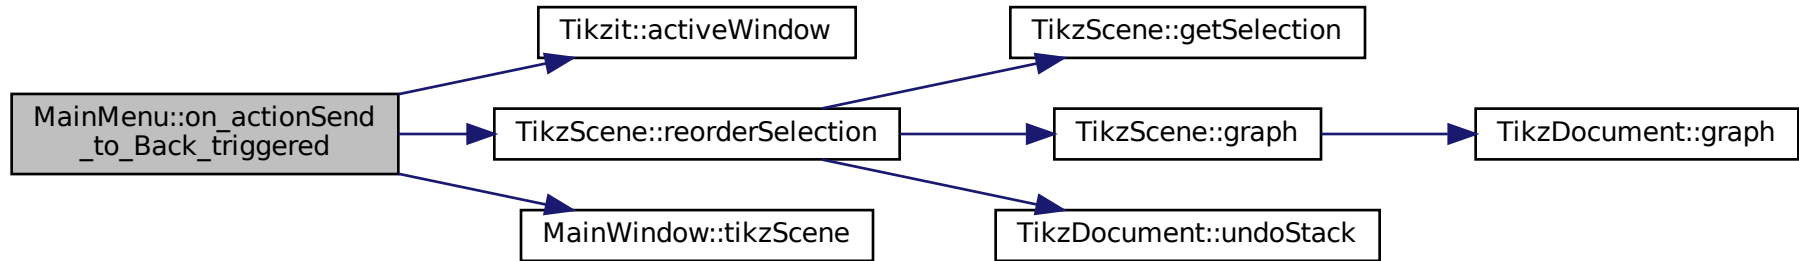 MainMenu::on_actionSend
_to_Back_triggered
Tikzit::activeWindow
TikzScene::reorderSelection
MainWindow::tikzScene
TikzScene::getSelection
TikzScene::graph
TikzDocument::undoStack
TikzDocument::graph